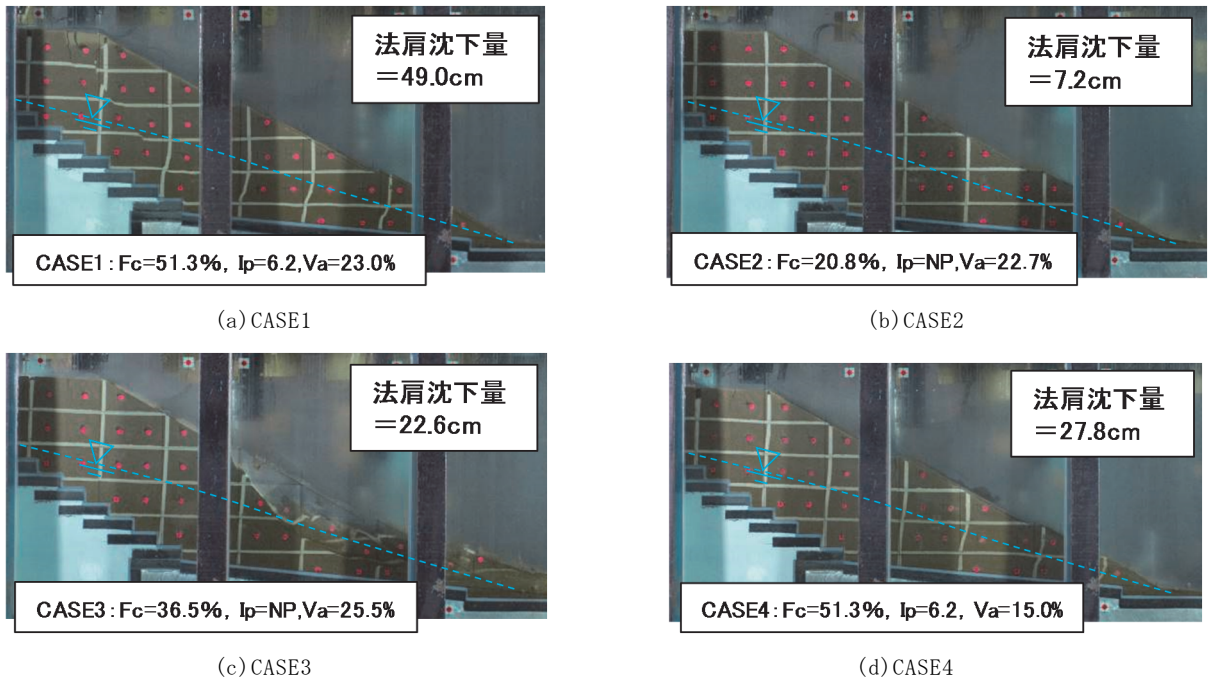 法肩沈下量
＝49.0cm
CASE1：Fc=51.3%, Ip=6.2,Va=23.0%
(a)CASE1
法肩沈下量
＝7.2cm
CASE2：Fc=20.8%, Ip=NP,Va=22.7%
(b)CASE2
法肩沈下量
＝22.6cm
CASE3：Fc=36.5%, Ip=NP,Va=25.5%
(c)CASE3
法肩沈下量
＝27.8cm
CASE4：Fc=51.3%, Ip=6.2, Va=15.0%
(d)CASE4